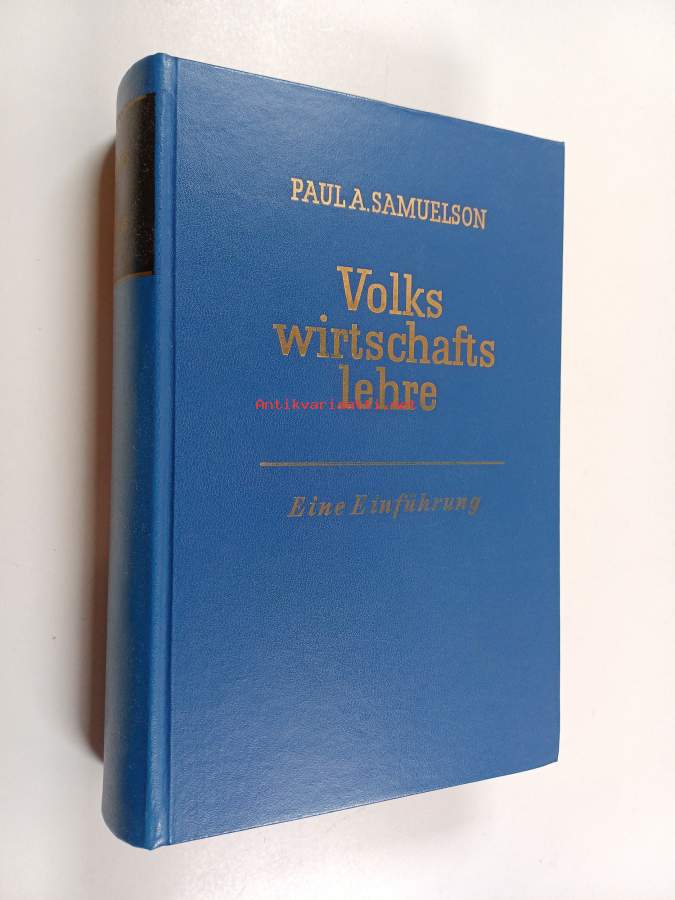 PAUL A. SAMUELSON
Volks
wirtschafts
lehre
Antikvariaatti.net
Eine Einführung